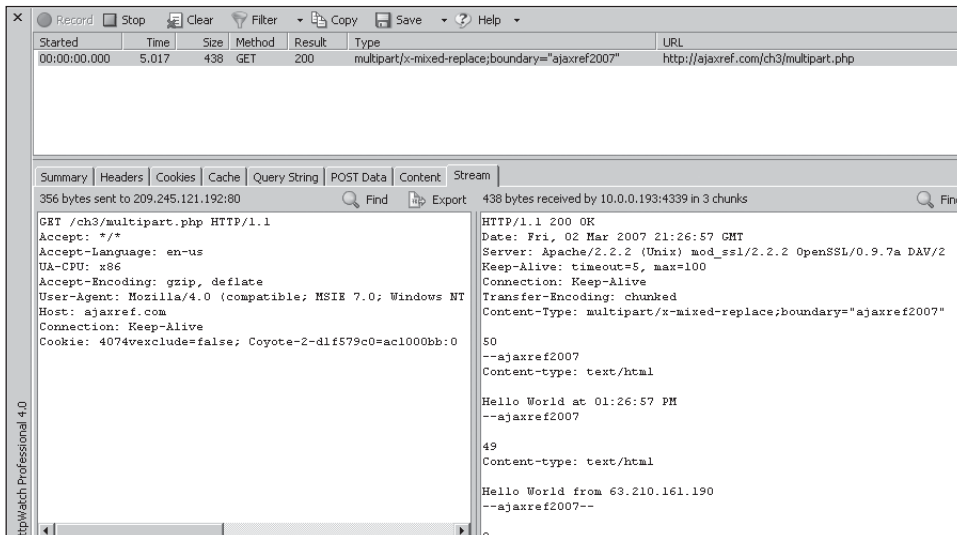 Record Stop Clear Filter Copy Save Help
Started Time Size Method Result Type URL
00:00:00.000 5.017 438 GET 200 multipart/x-mixed-replace;boundary="ajaxref2007" http://ajaxref.com/ch3/multipart.php
Summary Headers Cookies Cache Query String POST Data Content Stream
356 bytes sent to 209.245.121.192:80 Find Export
GET /ch3/multipart.php HTTP/1.1
Accept: */*
Accept-Language: en-us
UA-CPU: x86
Accept-Encoding: gzip, deflate
User-Agent: Mozilla/4.0 (compatible; MSIE 7.0; Windows NT
Host: ajaxref.com
Connection: Keep-Alive
Cookie: 4074vexclude=false; Coyote-2-d1f579c0=ac1000bb:0
438 bytes received by 10.0.0.193:4339 in 3 chunks
HTTP/1.1 200 OK
Date: Fri, 02 Mar 2007 21:26:57 GMT
Server: Apache/2.2.2 (Unix) mod_ssl/2.2.2 OpenSSL/0.9.7a DAV/2
Keep-Alive: timeout=5, max=100
Connection: Keep-Alive
Transfer-Encoding: chunked
Content-Type: multipart/x-mixed-replace;boundary="ajaxref2007"
50
--ajaxref2007
Content-type: text/html
Hello World at 01:26:57 PM
--ajaxref2007
49
Content-type: text/html
Hello World from 63.210.161.190
--ajaxref2007--
Professional 4.0